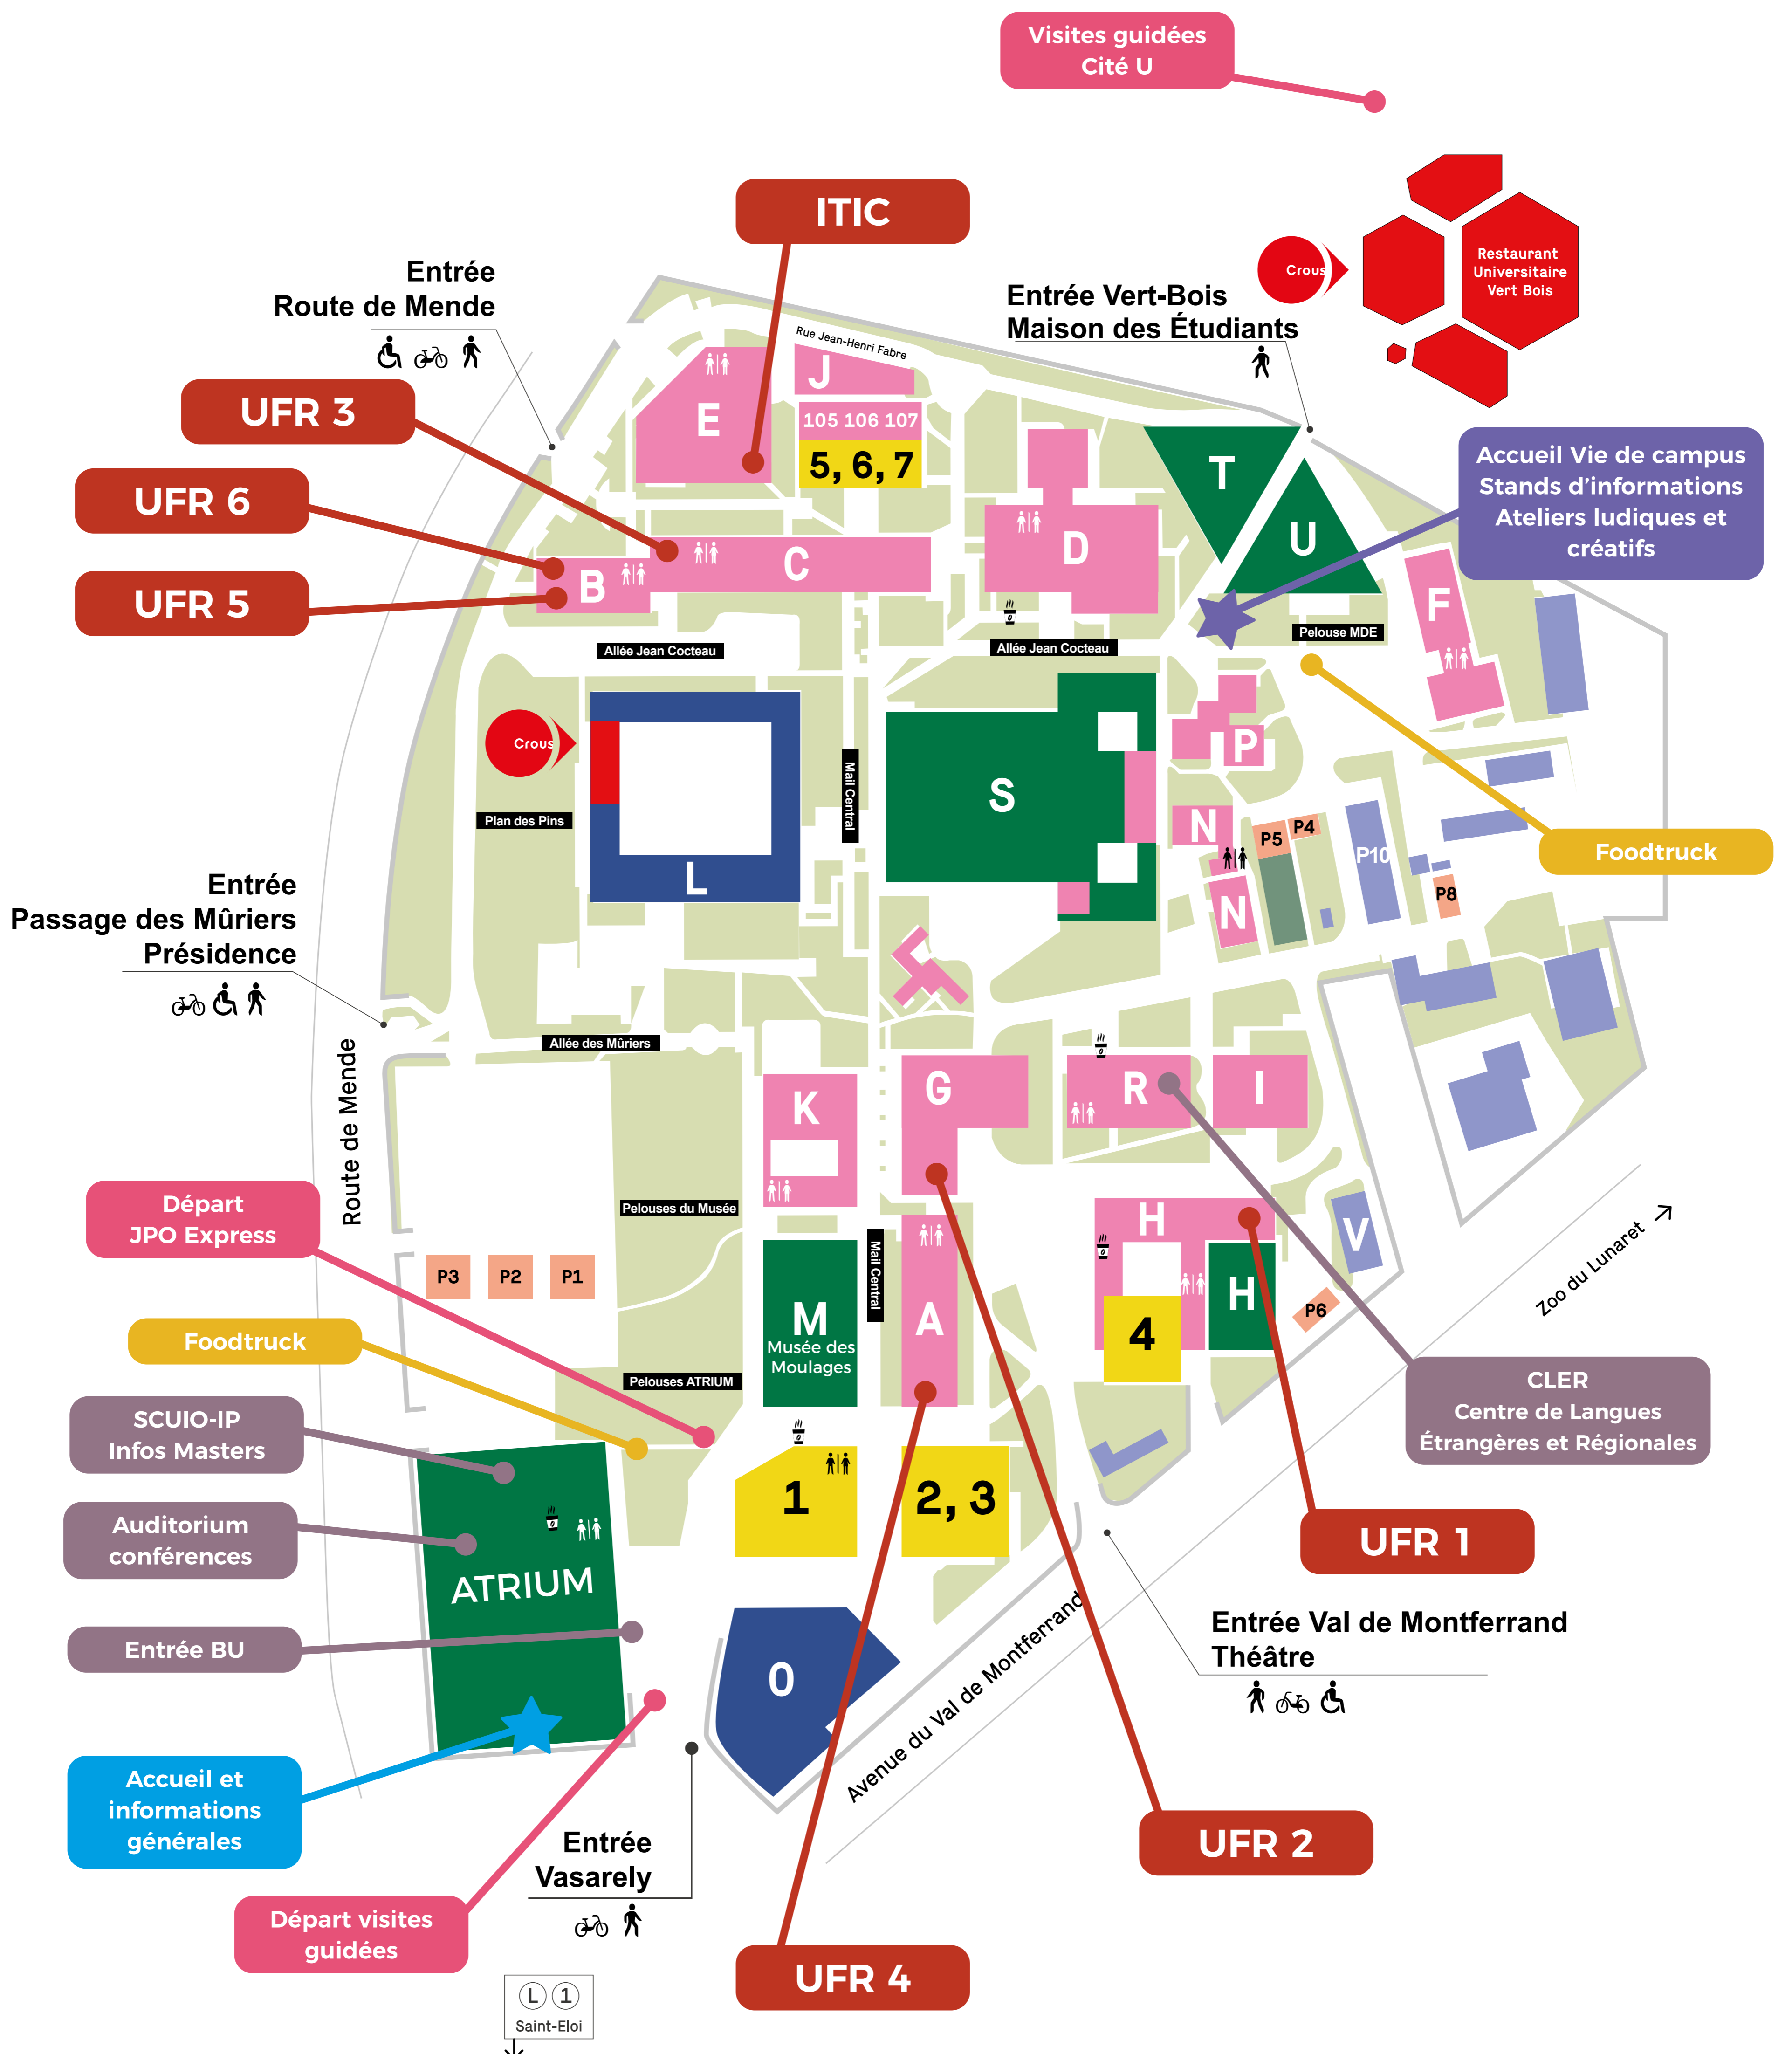 Visites guidées
Cité U
ITIC
Entrée
Route de Mende
Entrée Vert-Bois
Maison des Étudiants
Crous
Restaurant
Universitaire
Vert Bois
Rue Jean-Henri Fabre
J
E
105 106 107
5, 6, 7
UFR 3
UFR 6
UFR 5
T
U
Accueil Vie de campus
Stands d'informations
Ateliers ludiques et
créatifs
B
C
D
F
Allée Jean Cocteau
Allée Jean Cocteau
Pelouse MDE
Crous
Plan des Pins
L
Mail Central
S
P
N
N
P5
P4
P10
P8
Foodtruck
Entrée
Passage des Mûriers
Présidence
Allée des Mûriers
Route de Mende
K
G
R
I
Départ
JPO Express
Pelouses du Musée
Mail Central
H
H
V
P6
Zoo du Lunaret
P3
P2
P1
M
Musée des
Moulages
A
4
Foodtruck
Pelouses ATRIUM
CLER
Centre de Langues
Étrangères et Régionales
SCUIO-IP
Infos Masters
Auditorium
conférences
ATRIUM
1
2, 3
UFR 1
Entrée BU
O
Avenue du Val de Montferrand
Entrée Val de Montferrand
Théâtre
Accueil et
informations
générales
Entrée
Vasarely
UFR 2
Départ visites
guidées
UFR 4
L 1
Saint-Eloi